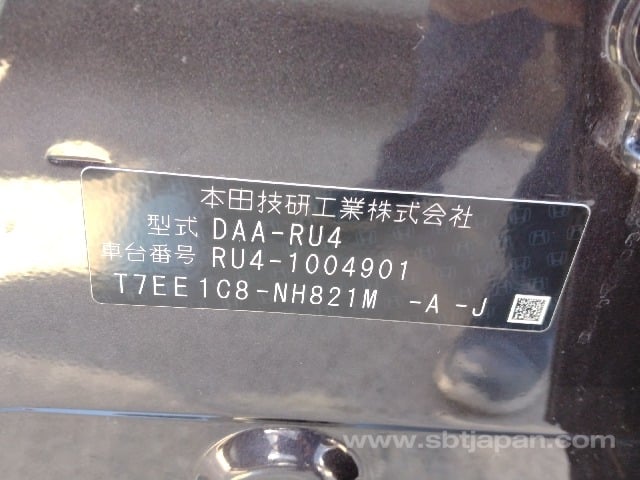 本田技研工業株式会社
型式 DAA-RU4
車台番号 RU4-1004901
T7EE1C8-NH821M -A -J
www.sbtjapan.com